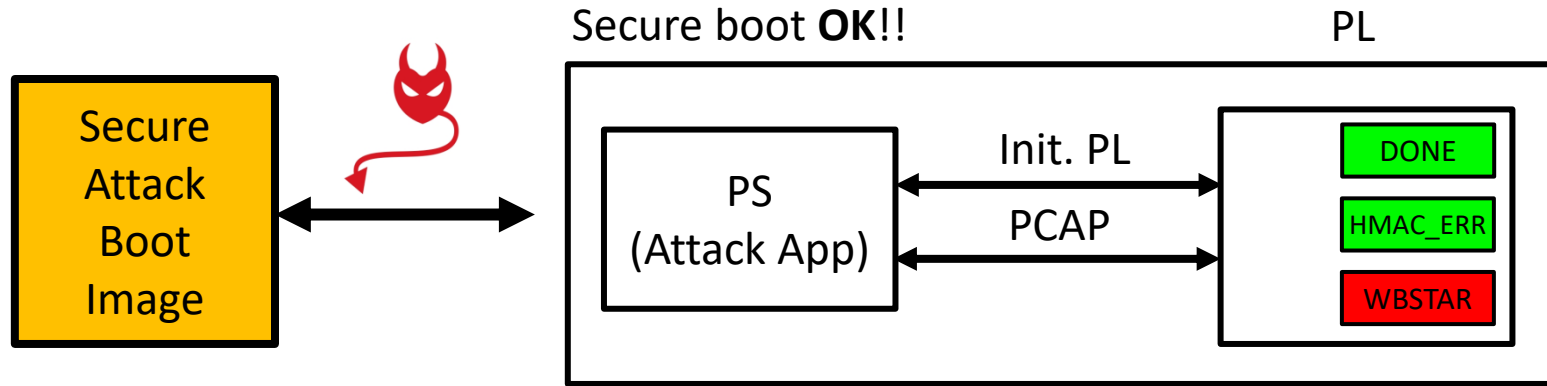 Secure boot OK!!
PL
Secure
Attack
Boot
Image
PS
(Attack App)
Init. PL
PCAP
DONE
HMAC_ERR
WBSTAR